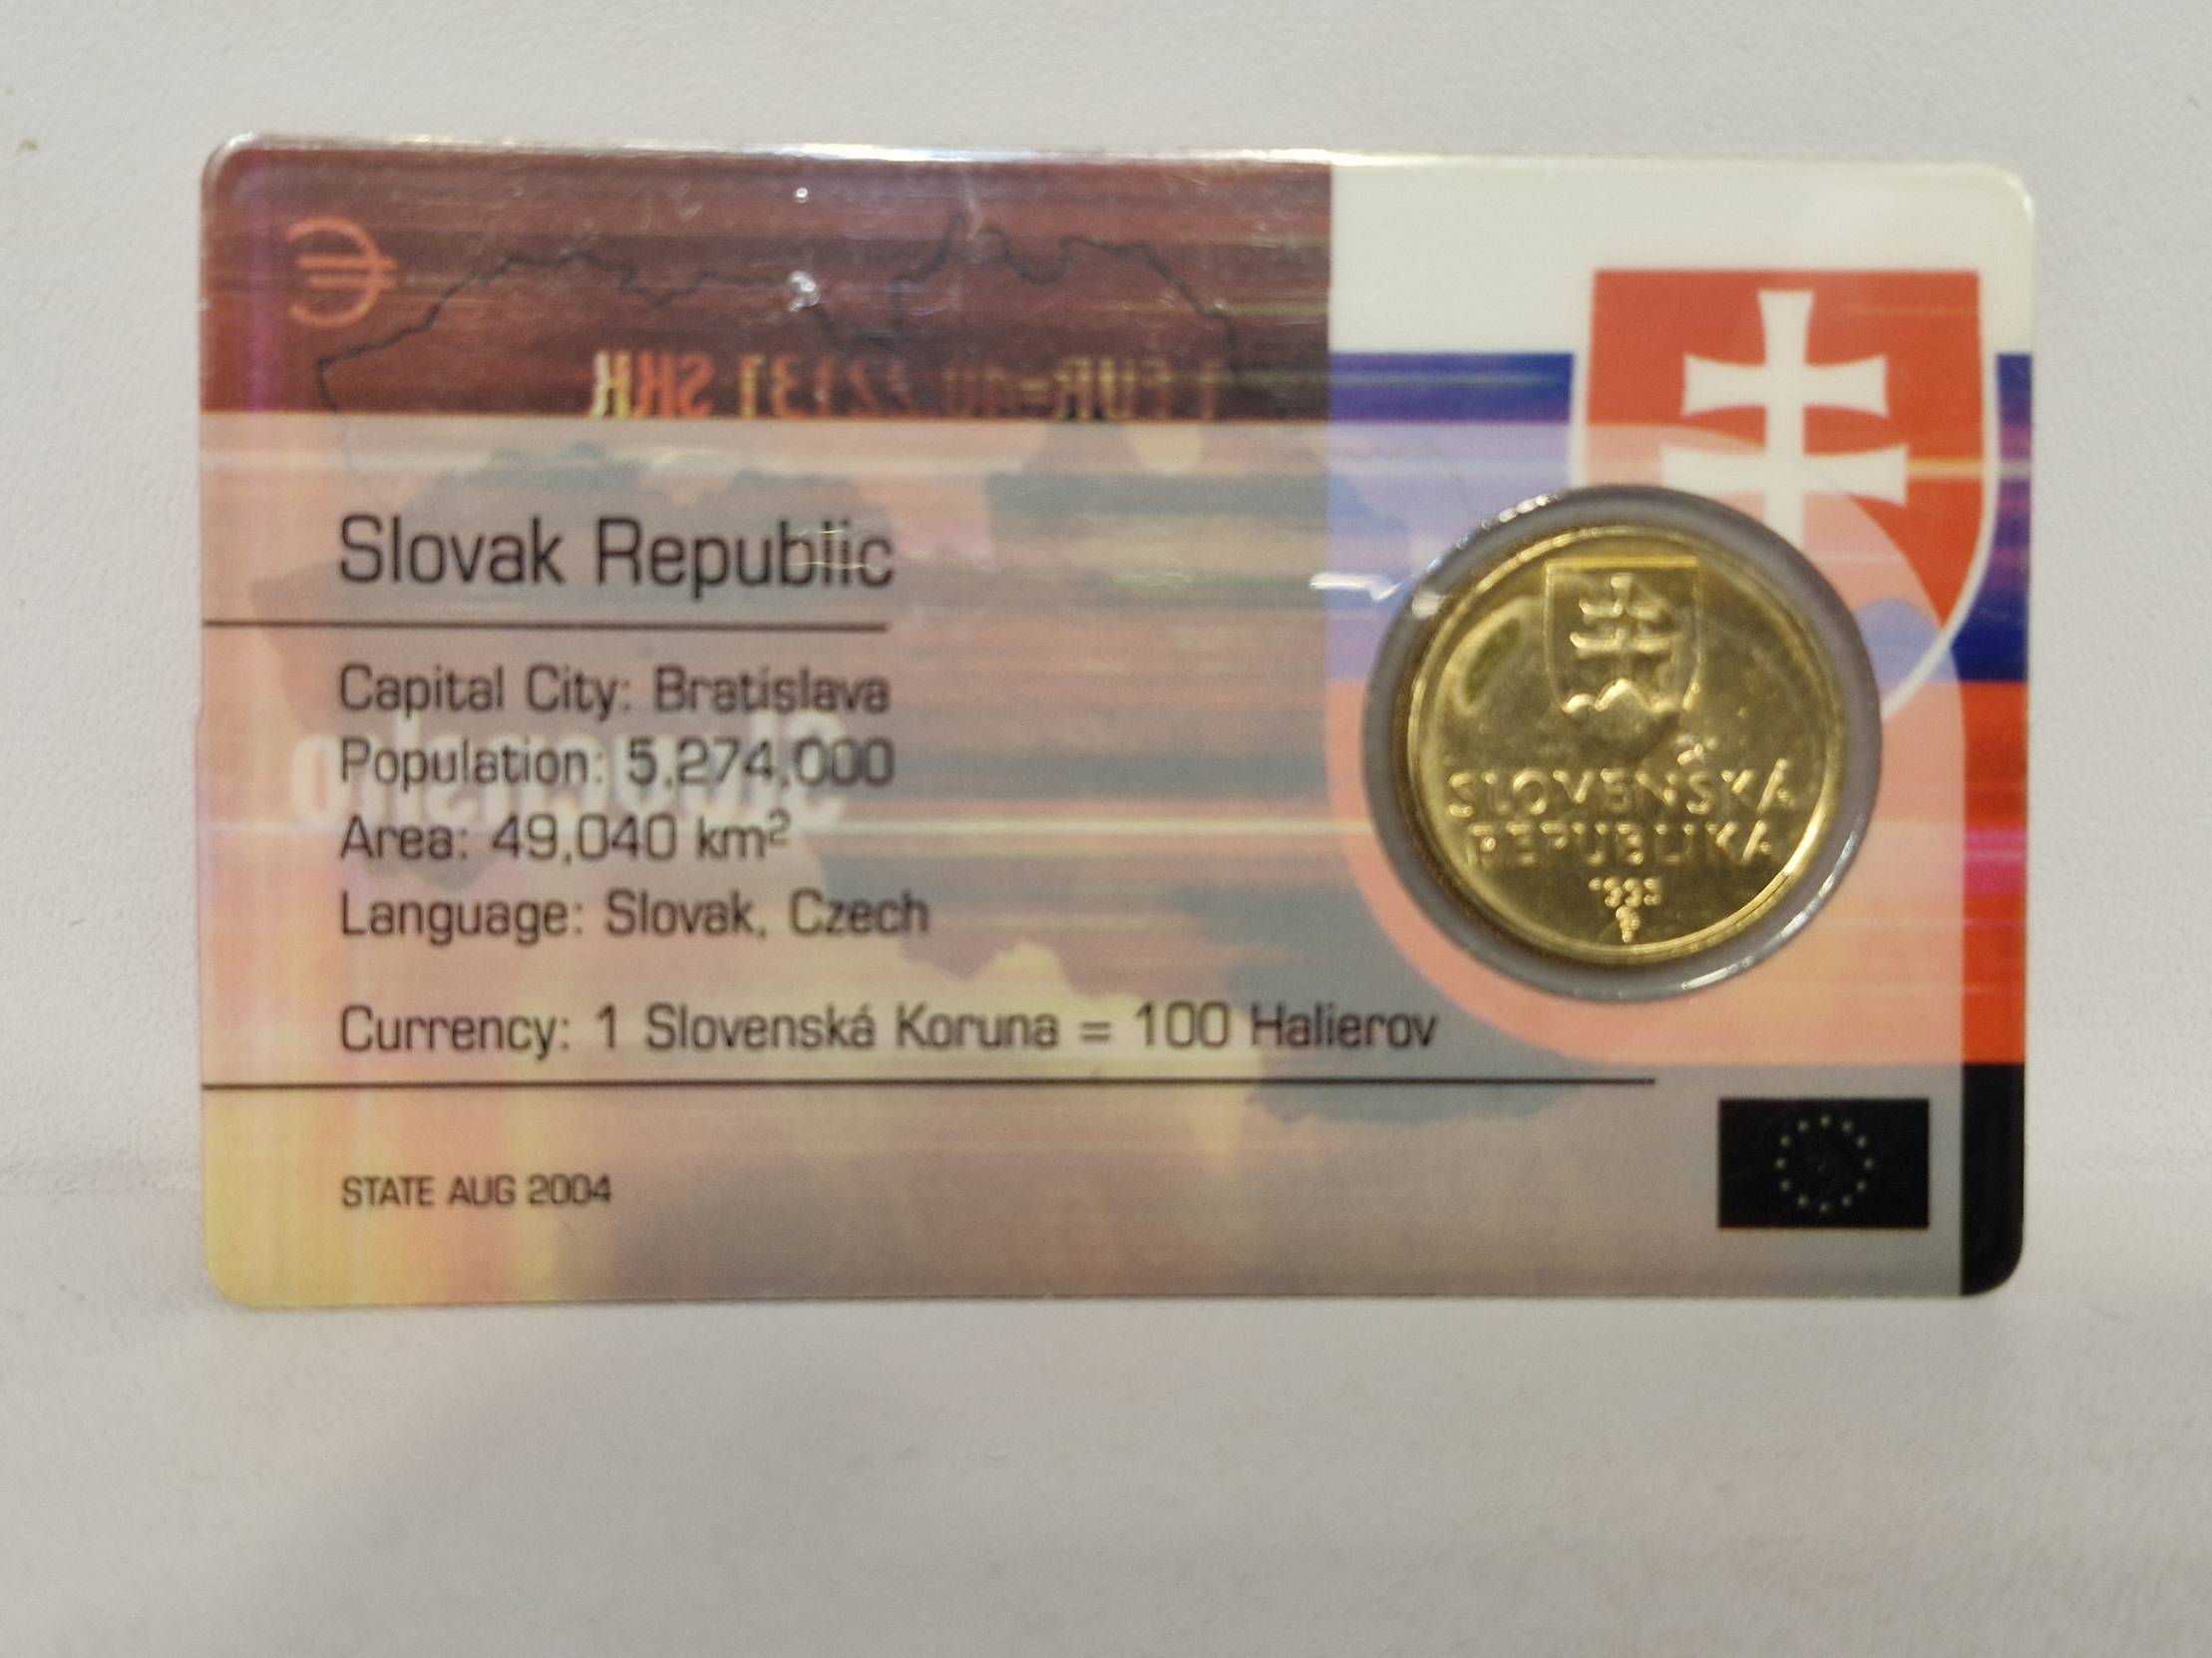 Slovak Republic
Capital City: Bratislava
Population: 5,274,000
Area: 49,040 km²
Language: Slovak, Czech
Currency: 1 Slovenská Koruna = 100 Halierov
STATE AUG 2004
SLOVENSKÁ
REPUBLIKA